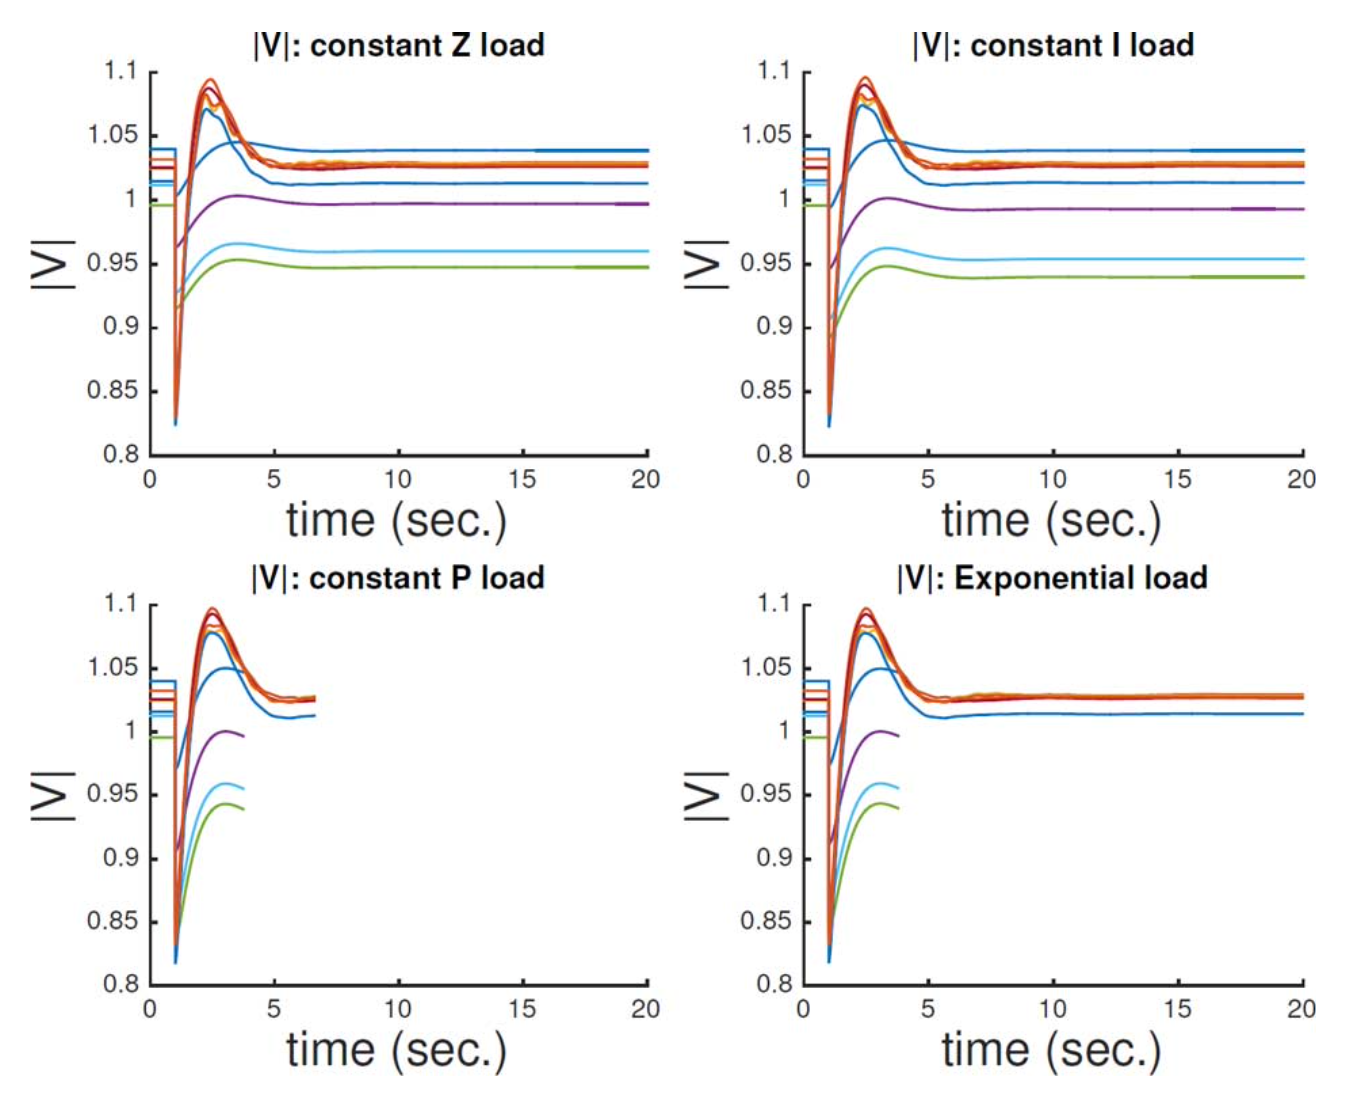 |V|: constant Z load
|V|
1.1
1.05
1
0.95
0.9
0.85
0.8
0 5 10 15 20
time (sec.)
|V|: constant I load
|V|
1.1
1.05
1
0.95
0.9
0.85
0.8
0 5 10 15 20
time (sec.)
|V|: constant P load
|V|
1.1
1.05
1
0.95
0.9
0.85
0.8
0 5 10 15 20
time (sec.)
|V|: Exponential load
|V|
1.1
1.05
1
0.95
0.9
0.85
0.8
0 5 10 15 20
time (sec.)